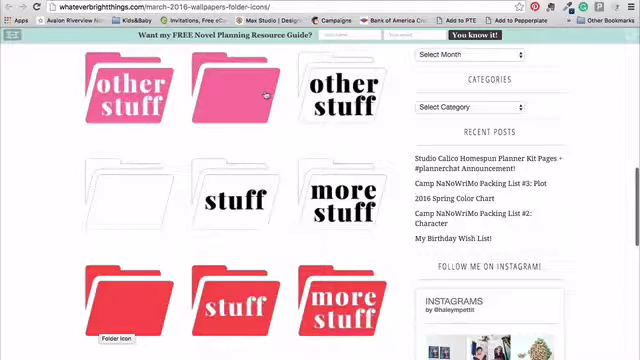 whateverbrightthings.com/march-2016-wallpapers-folder-icons/
Apps
Avalon Riverview No
Kids&Baby
Invitations, Free eC
Max Studio | Design
Campaigns
Bank of America Cr
Add to PTE
Add to Pepperplate
»
Other Bookmarks
Want my FREE Novel Planning Resource Guide?
You know it!
other
stuff
other
stuff
stuff
more
stuff
stuff
more
stuff
Folder Icon
Select Month
CATEGORIES
Select Category
RECENT POSTS
Studio Calico Homespun Planner Kit Pages +
#plannerchat Announcement!
Camp NaNoWriMo Packing List #3: Plot
2016 Spring Color Chart
Camp NaNoWriMo Packing List #2:
Character
My Birthday Wish List!
FOLLOW ME ON INSTAGRAM!
INSTAGRAMS
by @haleympettit